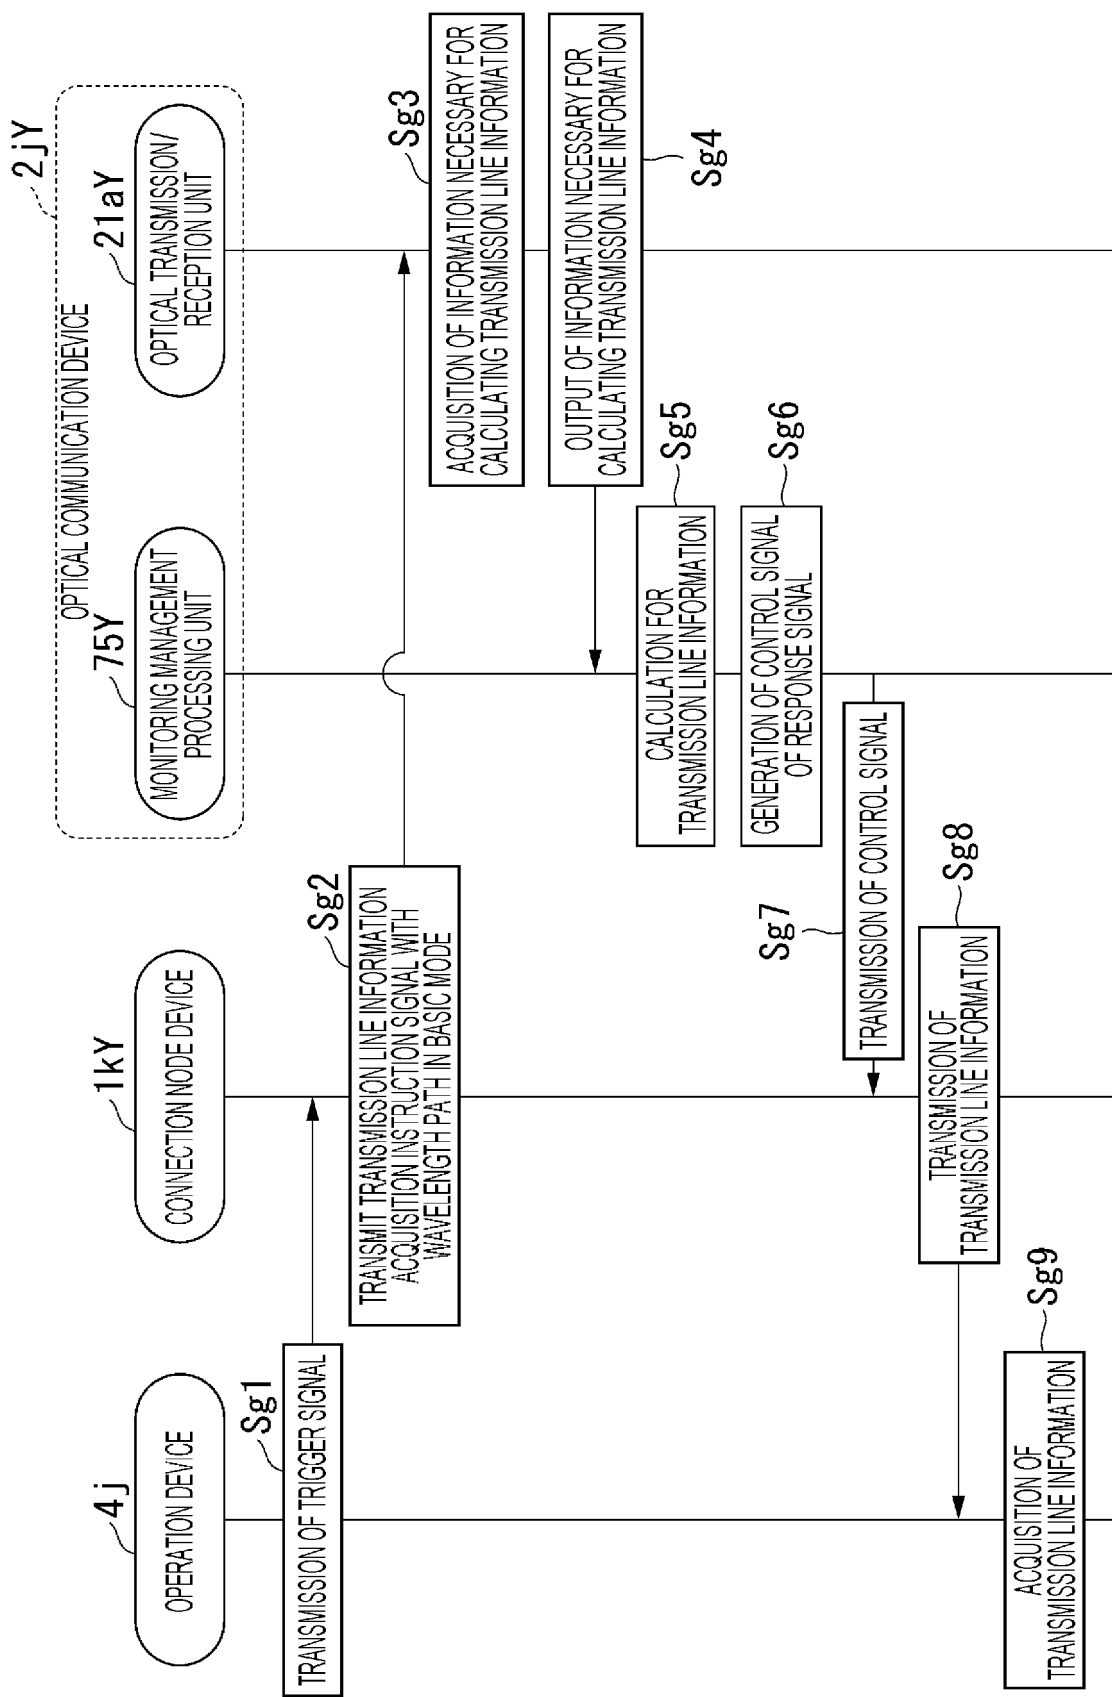 4j
OPERATION DEVICE
1kY
CONNECTION NODE DEVICE
2jY
OPTICAL COMMUNICATION DEVICE
75Y
MONITORING MANAGEMENT
PROCESSING UNIT
21aY
OPTICAL TRANSMISSION/
RECEPTION UNIT
Sg1
TRANSMISSION OF TRIGGER SIGNAL
Sg2
TRANSMIT TRANSMISSION LINE INFORMATION
ACQUISITION INSTRUCTION SIGNAL WITH
WAVELENGTH PATH IN BASIC MODE
Sg3
ACQUISITION OF INFORMATION NECESSARY FOR
CALCULATING TRANSMISSION LINE INFORMATION
OUTPUT OF INFORMATION NECESSARY FOR
CALCULATING TRANSMISSION LINE INFORMATION
Sg4
Sg5
CALCULATION FOR
TRANSMISSION LINE INFORMATION
Sg6
GENERATION OF CONTROL SIGNAL
OF RESPONSE SIGNAL
Sg7
TRANSMISSION OF CONTROL SIGNAL
Sg8
TRANSMISSION OF
TRANSMISSION LINE INFORMATION
Sg9
ACQUISITION OF
TRANSMISSION LINE INFORMATION